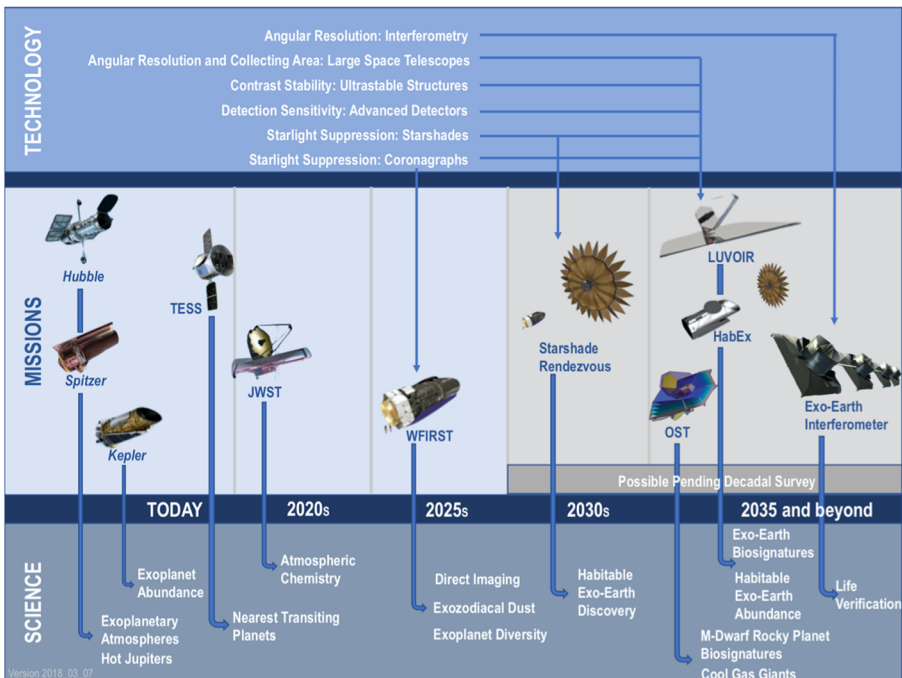 TECHNOLOGY
Angular Resolution: Interferometry
Angular Resolution and Collecting Area: Large Space Telescopes
Contrast Stability: Ultrastable Structures
Detection Sensitivity: Advanced Detectors
Starlight Suppression: Starshades
Starlight Suppression: Coronagraphs
MISSIONS
Hubble
Spitzer
Kepler
TESS
JWST
WFIRST
Starshade
Rendezvous
LUVOIR
HabEx
OST
Exo-Earth
Interferometer
Possible Pending Decadal Survey
TODAY
2020s
2025s
2030s
2035 and beyond
SCIENCE
Exoplanet
Abundance
Exoplanetary
Atmospheres
Hot Jupiters
Nearest Transiting
Planets
Atmospheric
Chemistry
Direct Imaging
Exozodiacal Dust
Exoplanet Diversity
Habitable
Exo-Earth
Discovery
Exo-Earth
Biosignatures
Habitable
Exo-Earth
Abundance
M-Dwarf Rocky Planet
Biosignatures
Cool Gas Giants
Life
Verification
Version 2018_03_07